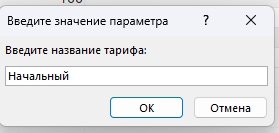 Введите значение параметра ? ×
Введите название тарифа:
Начальный
ОК Отмена